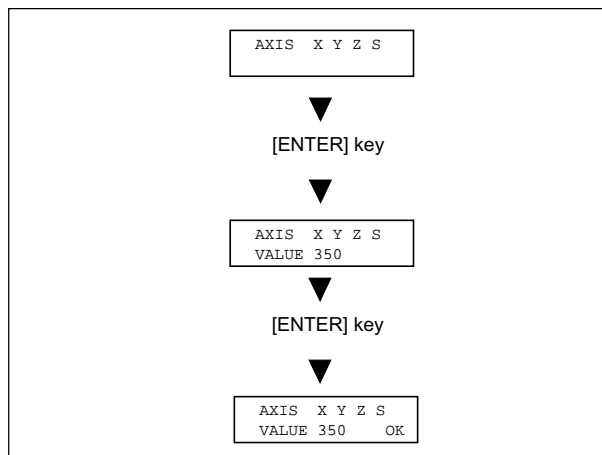 AXIS X Y Z S
[ENTER] key
AXIS X Y Z S
VALUE 350
[ENTER] key
AXIS X Y Z S
VALUE 350 OK